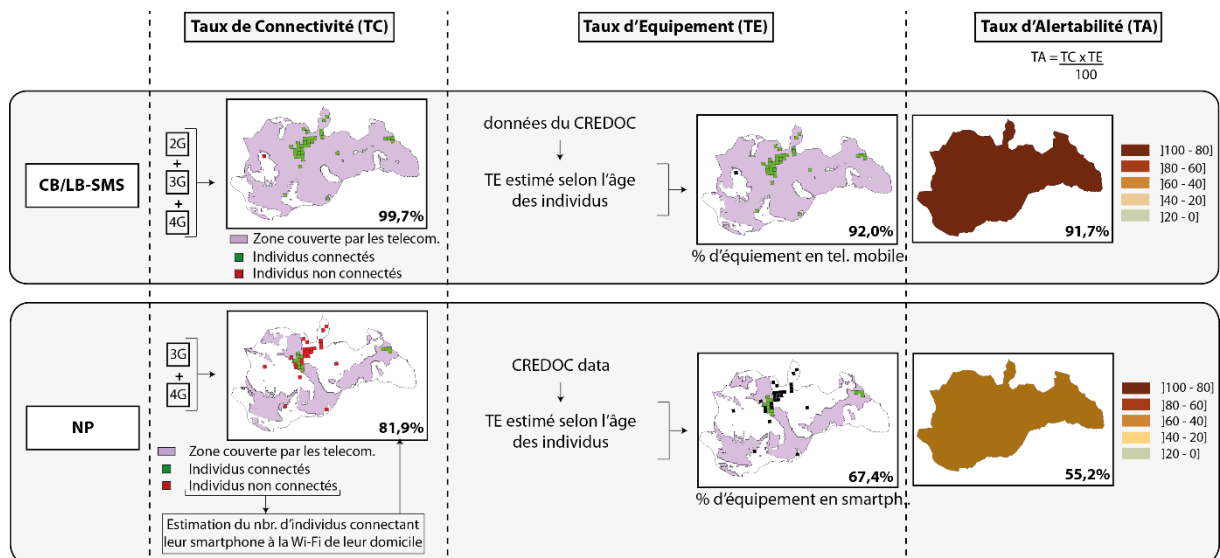 Taux de Connectivité (TC)
Taux d'Equipement (TE)
Taux d'Alertabilité (TA)
TA = TC x TE
100
CB/LB-SMS
2G
+
3G
+
4G
99,7%
Zone couverte par les telecom.
Individus connectés
Individus non connectés
données du CREDOC
TE estimé selon l'âge
des individus
92,0%
% d'équiement en tel. mobile
91,7%
]100 - 80]
]80 - 60]
]60 - 40]
]40 - 20]
]20 - 0]
NP
3G
+
4G
81,9%
Zone couverte par les telecom.
Individus connectés
Individus non connectés
Estimation du nbr. d'individus connectant
leur smartphone à la Wi-Fi de leur domicile
CREDOC data
TE estimé selon l'âge
des individus
67,4%
% d'équipement en smartph.
55,2%
]100 - 80]
]80 - 60]
]60 - 40]
]40 - 20]
]20 - 0]